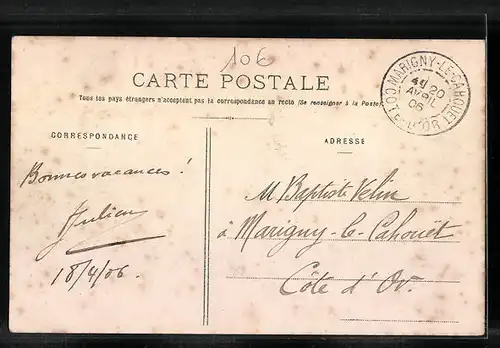 106
CARTE POSTALE
Tous les pays étrangers n'acceptent pas la correspondance au recto (Se renseigner à la Poste)
CORRESPONDANCE
Bonnes vacances !
Julien
18/4/06.
ADRESSE
M Baptiste Velin
à Marigny-le-Cahouët
Côte d'Or.
MARIGNY-LE-CAHOUET
20
AVRIL
06
COTE-D'OR